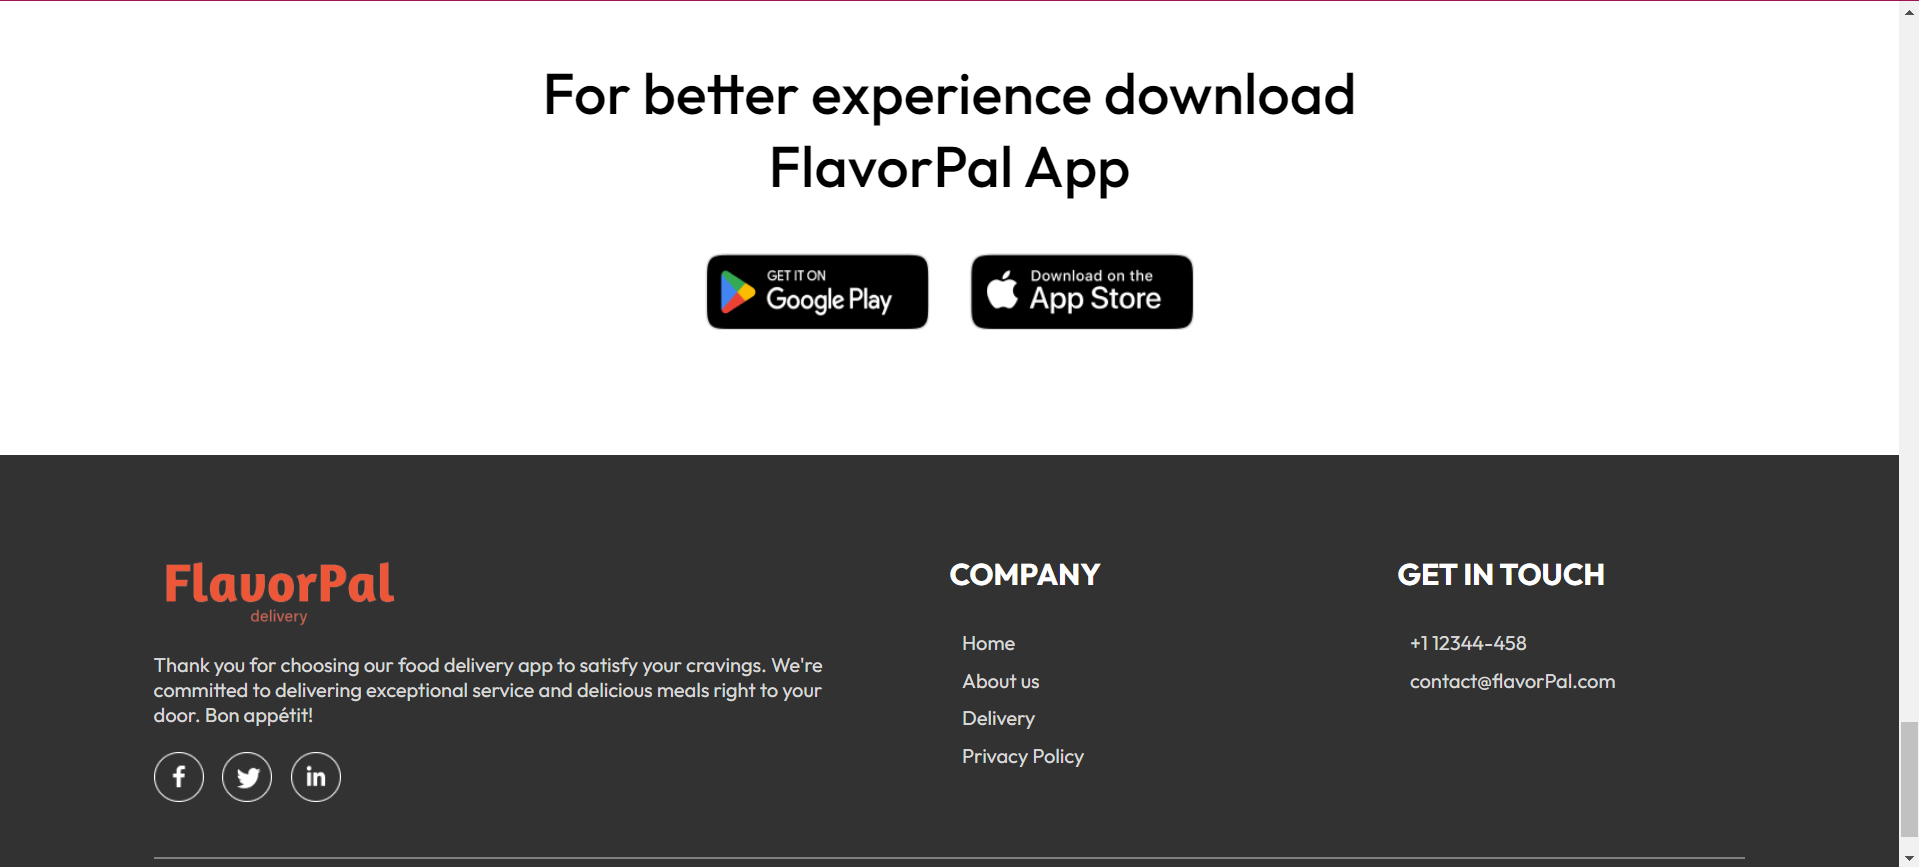 For better experience download
FlavorPal App
GET IT ON
Google Play
Download on the
App Store
FlavorPal
delivery
Thank you for choosing our food delivery app to satisfy your cravings. We're
committed to delivering exceptional service and delicious meals right to your
door. Bon appétit!
f
in
COMPANY
Home
About us
Delivery
Privacy Policy
GET IN TOUCH
+1 12344-458
contact@flavorPal.com